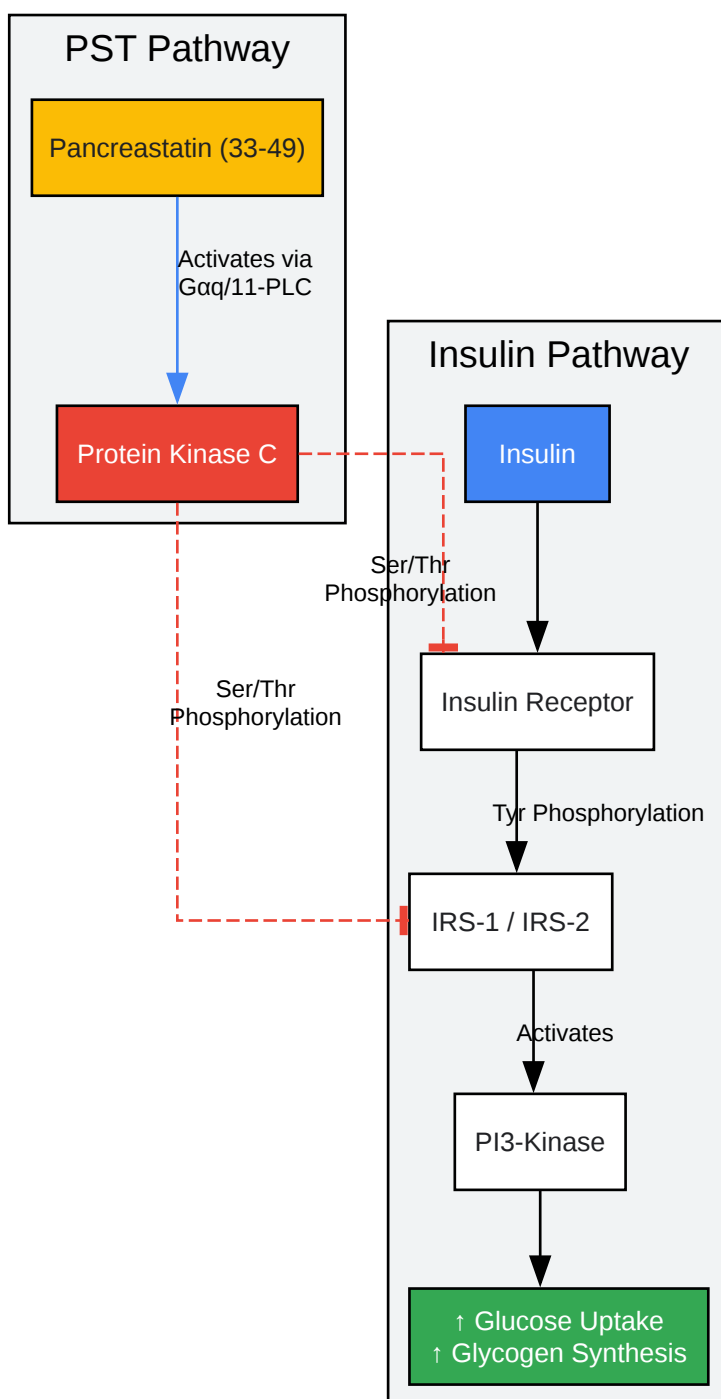 PST Pathway
Pancreastatin (33-49)
Activates via
Gαq/11-PLC
Protein Kinase C
Insulin Pathway
Insulin
Ser/Thr
Phosphorylation
Ser/Thr
Phosphorylation
Insulin Receptor
Tyr Phosphorylation
IRS-1 / IRS-2
Activates
PI3-Kinase
↑ Glucose Uptake
↑ Glycogen Synthesis